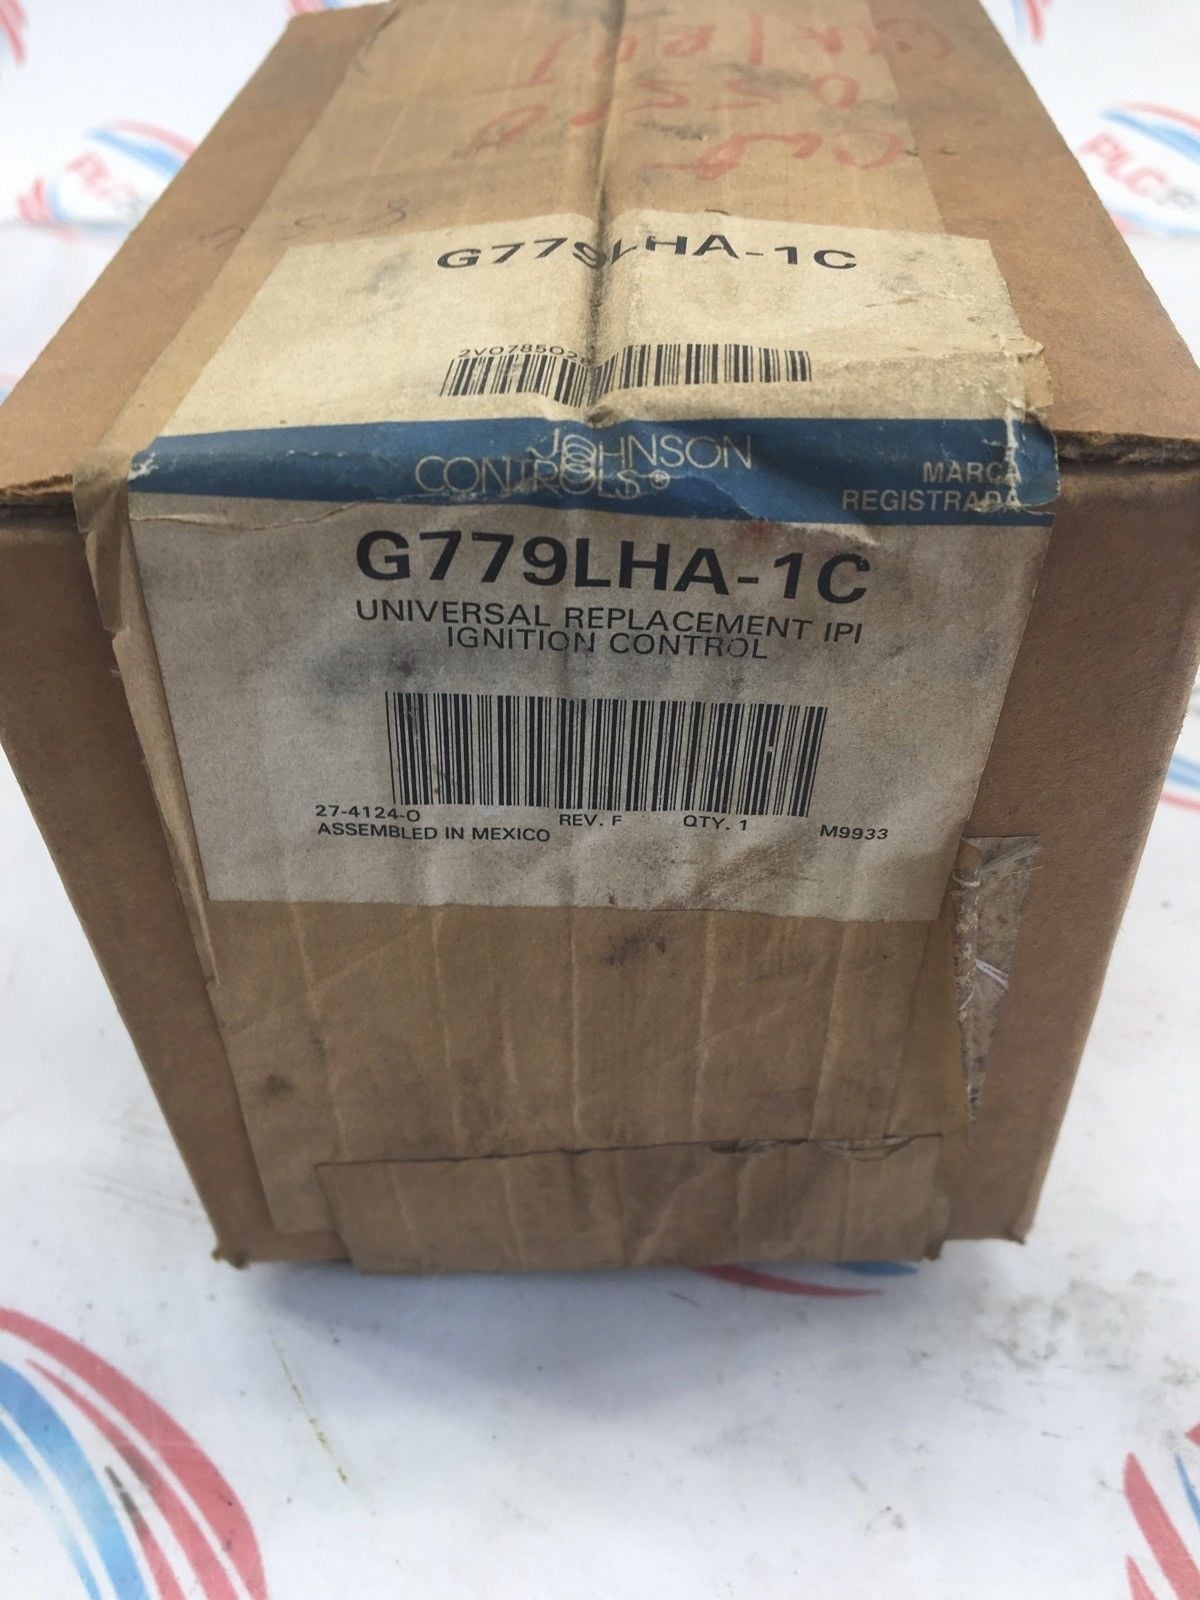 G779LHA-1C
JOHNSON
CONTROLS®
MARCA
REGISTRADA
G779LHA-1C
UNIVERSAL REPLACEMENT IPI
IGNITION CONTROL
27-4124-0
REV. F
QTY. 1
M9933
ASSEMBLED IN MEXICO